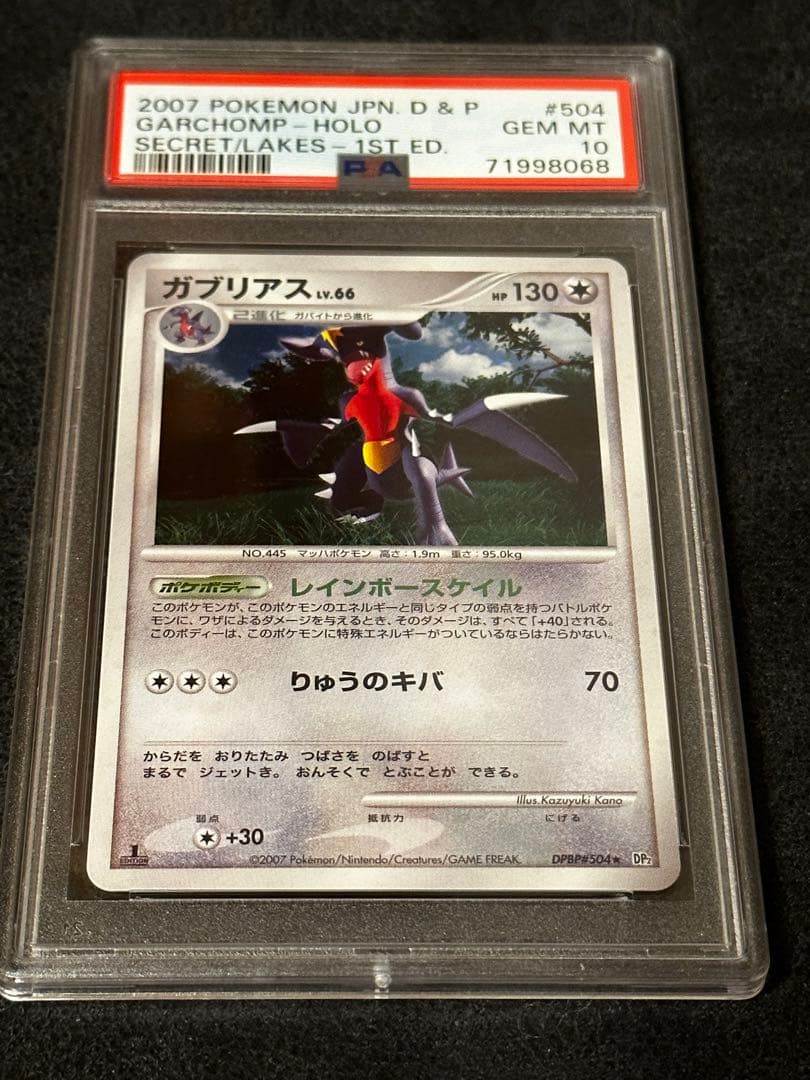 2007 POKEMON JPN. D & P #504
GARCHOMP-HOLO GEM MT
SECRET/LAKES-1ST ED. 10
PSA 71998068
ガブリアス LV.66 HP 130
2進化 ガバイトから進化
NO.445 マッハポケモン 高さ:1.9m 重さ:95.0kg
ポケボディー レインボースケイル
このポケモンが、このポケモンのエネルギーと同じタイプの弱点を持つバトルポケ
モンに、ワザによるダメージを与えるとき、そのダメージは、すべて「+40」される。
このボディーは、このポケモンに特殊エネルギーがついているならはたらかない。
りゅうのキバ 70
からだを おりたたみ つばさを のばすと
まるで ジェットき。 おんそくで とぶことが できる。
Illus.Kazuyuki Kano
弱点 抵抗力 にげる
+30
1 EDITION ©2007 Pokémon/Nintendo/Creatures/GAME FREAK. DPBP#504★ DP2